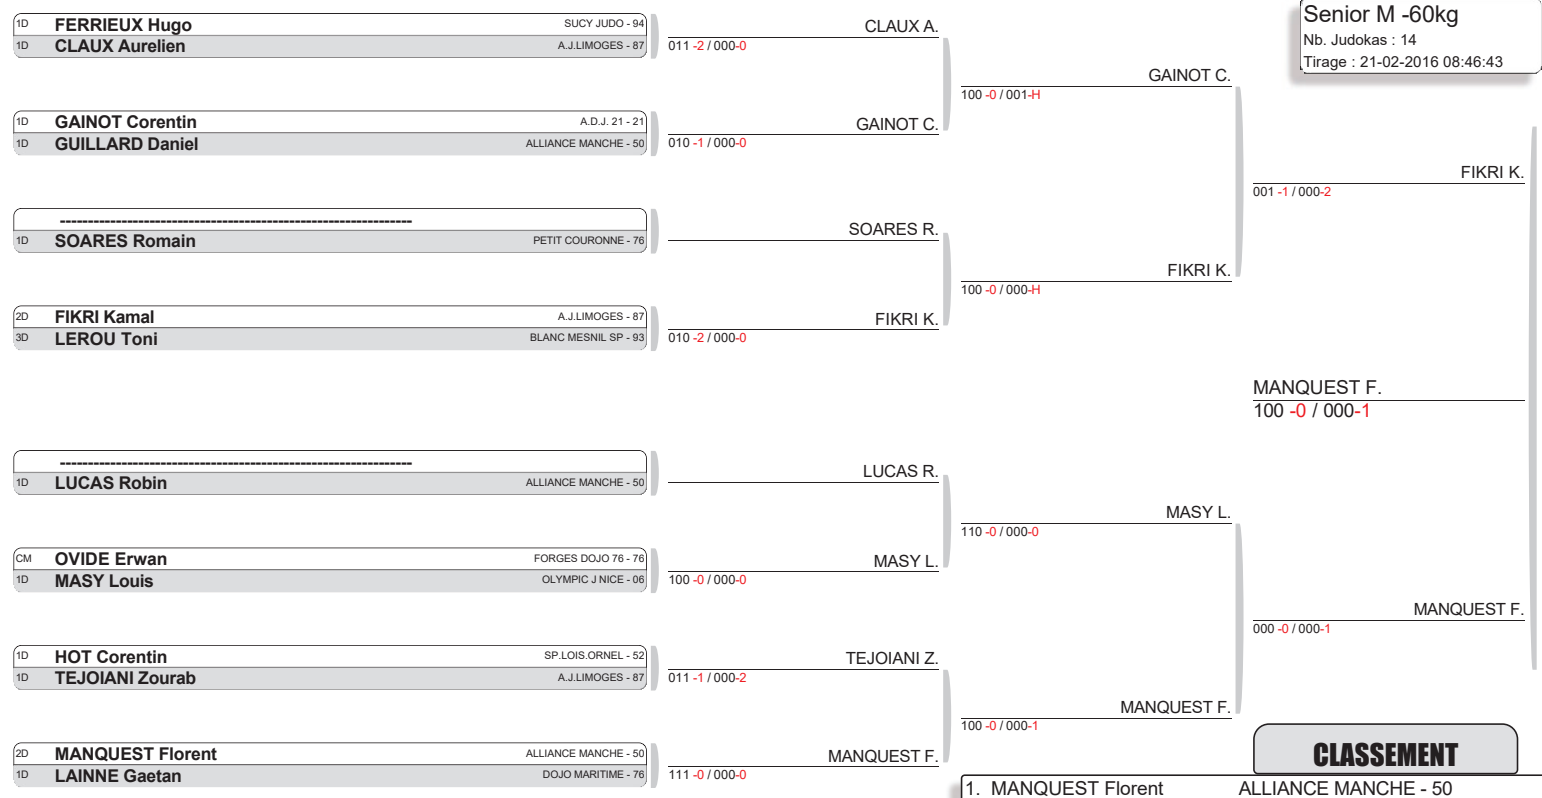 Senior M -60kg
Nb. Judokas : 14
Tirage : 21-02-2016 08:46:43
1D FERRIEUX Hugo SUCY JUDO - 94
1D CLAUX Aurelien A.J.LIMOGES - 87
CLAUX A.
011 -2 / 000-0
GAINOT C.
100 -0 / 001-H
1D GAINOT Corentin A.D.J. 21 - 21
1D GUILLARD Daniel ALLIANCE MANCHE - 50
GAINOT C.
010 -1 / 000-0
FIKRI K.
001 -1 / 000-2
----------------------------------------------------------------
1D SOARES Romain PETIT COURONNE - 76
SOARES R.
FIKRI K.
100 -0 / 000-H
2D FIKRI Kamal A.J.LIMOGES - 87
3D LEROU Toni BLANC MESNIL SP - 93
FIKRI K.
010 -2 / 000-0
MANQUEST F.
100 -0 / 000-1
----------------------------------------------------------------
1D LUCAS Robin ALLIANCE MANCHE - 50
LUCAS R.
MASY L.
110 -0 / 000-0
CM OVIDE Erwan FORGES DOJO 76 - 76
1D MASY Louis OLYMPIC J NICE - 06
MASY L.
100 -0 / 000-0
MANQUEST F.
000 -0 / 000-1
1D HOT Corentin SP.LOIS.ORNEL - 52
1D TEJOIANI Zourab A.J.LIMOGES - 87
TEJOIANI Z.
011 -1 / 000-2
MANQUEST F.
100 -0 / 000-1
2D MANQUEST Florent ALLIANCE MANCHE - 50
1D LAINNE Gaetan DOJO MARITIME - 76
MANQUEST F.
111 -0 / 000-0
CLASSEMENT
1. MANQUEST Florent ALLIANCE MANCHE - 50